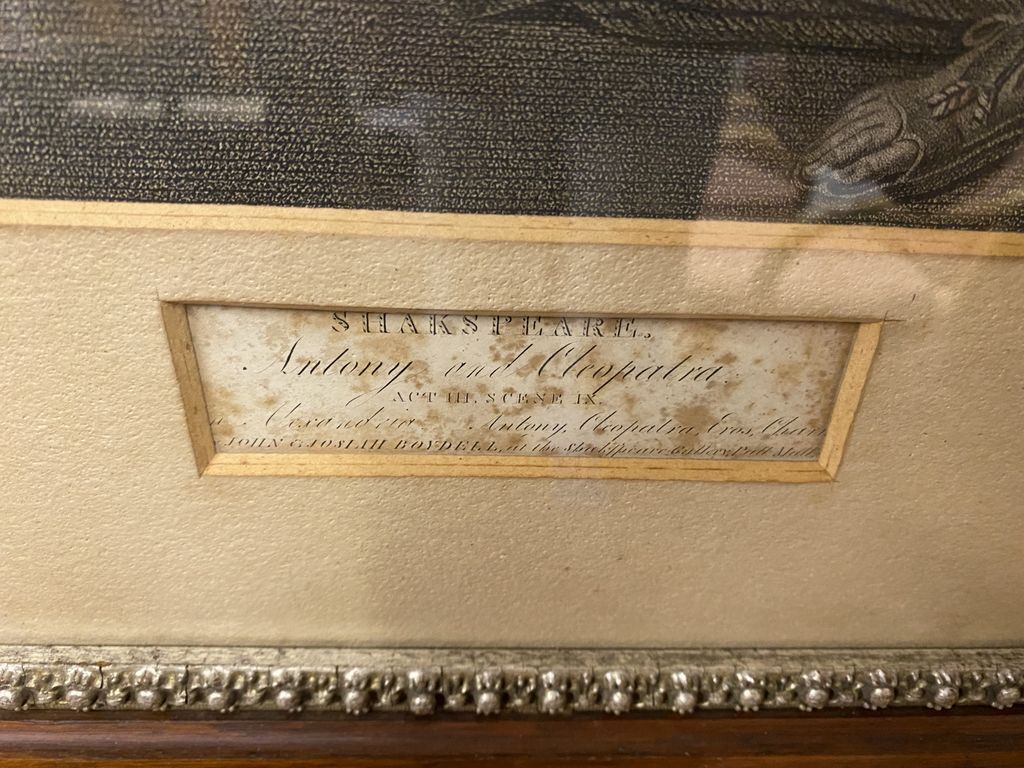 SHAKSPEARE.
Antony and Cleopatra.
ACT III. SCENE IX.
Alexandria Antony, Cleopatra, Eros, Char
JOHN & JOSIAH BOYDELL, at the Shakspeare Gallery, Pall Mall